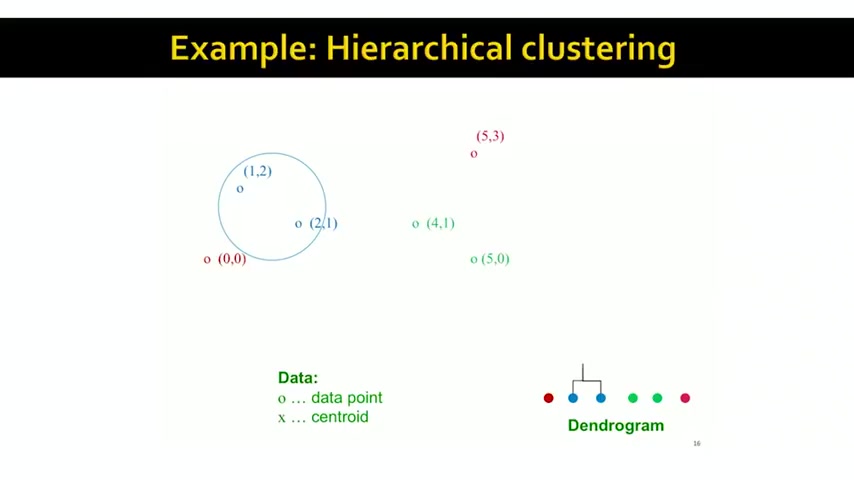 Example: Hierarchical clustering
(5,3)
o
(1,2)
o
o (2,1)
o (4,1)
o (0,0)
o (5,0)
Data:
o … data point
x … centroid
Dendrogram
16